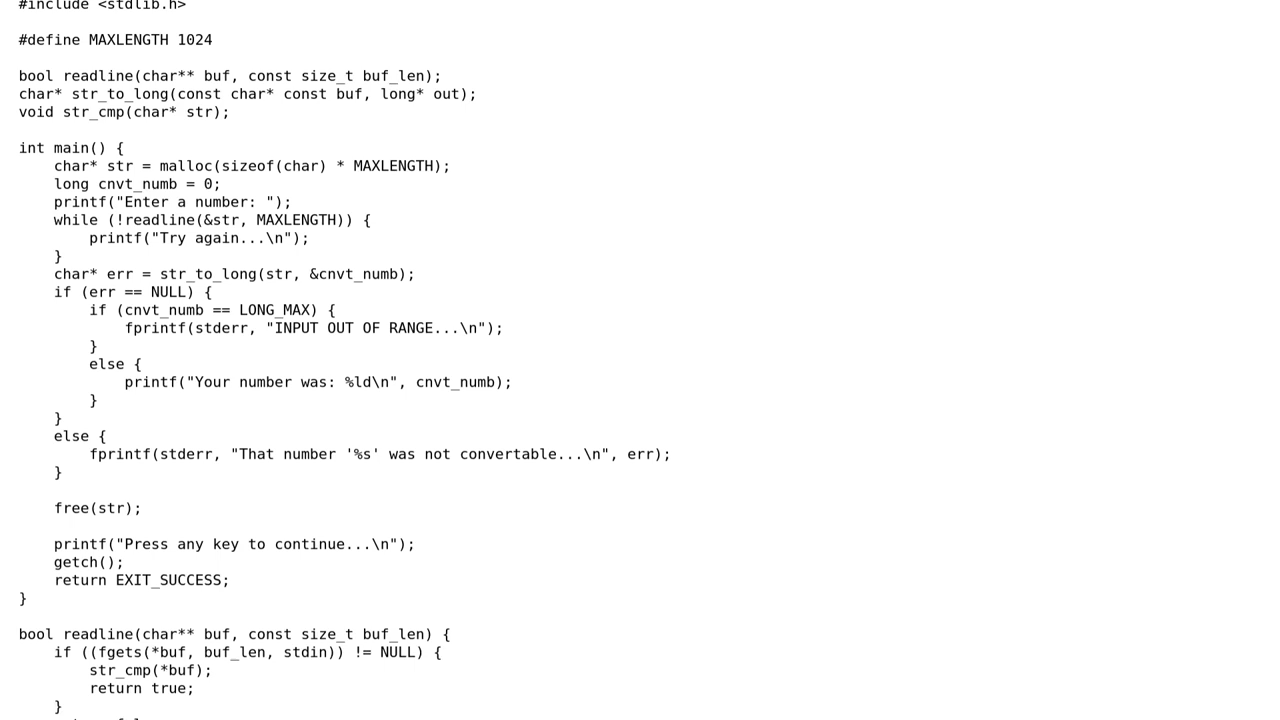 #include <stdlib.h>

#define MAXLENGTH 1024

bool readline(char** buf, const size_t buf_len);
char* str_to_long(const char* const buf, long* out);
void str_cmp(char* str);

int main() {
    char* str = malloc(sizeof(char) * MAXLENGTH);
    long cnvt_numb = 0;
    printf("Enter a number: ");
    while (!readline(&str, MAXLENGTH)) {
        printf("Try again...\n");
    }
    char* err = str_to_long(str, &cnvt_numb);
    if (err == NULL) {
        if (cnvt_numb == LONG_MAX) {
            fprintf(stderr, "INPUT OUT OF RANGE...\n");
        }
        else {
            printf("Your number was: %ld\n", cnvt_numb);
        }
    }
    else {
        fprintf(stderr, "That number '%s' was not convertable...\n", err);
    }

    free(str);

    printf("Press any key to continue...\n");
    getch();
    return EXIT_SUCCESS;
}

bool readline(char** buf, const size_t buf_len) {
    if ((fgets(*buf, buf_len, stdin)) != NULL) {
        str_cmp(*buf);
        return true;
    }